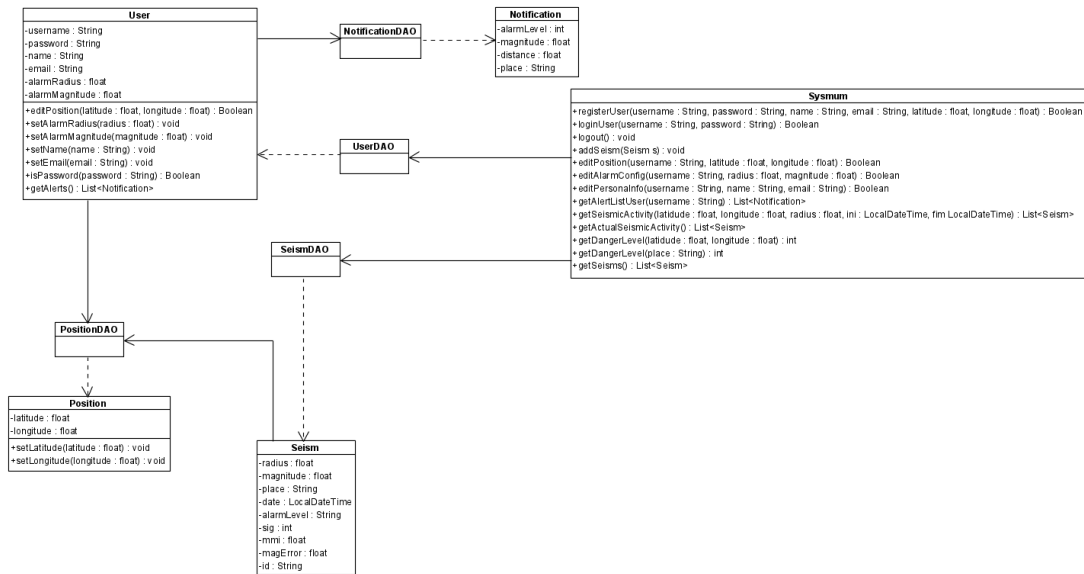 User
-username : String
-password : String
-name : String
-email : String
-alarmRadius : float
-alarmMagnitude : float
+editPosition(latitude : float, longitude : float) : Boolean
+setAlarmRadius(radius : float) : void
+setAlarmMagnitude(magnitude : float) : void
+setName(name : String) : void
+setEmail(email : String) : void
+isPassword(password : String) : Boolean
+getAlerts() : List<Notification>
NotificationDAO
Notification
-alarmLevel : int
-magnitude : float
-distance : float
-place : String
UserDAO
Sysmum
+registerUser(username : String, password : String, name : String, email : String, latitude : float, longitude : float) : Boolean
+loginUser(username : String, password : String) : Boolean
+logout() : void
+addSeism(Seism s) : void
+editPosition(username : String, latitude : float, longitude : float) : Boolean
+editAlarmConfig(username : String, radius : float, magnitude : float) : Boolean
+editPersonalInfo(username : String, name : String, email : String) : Boolean
+getAlertListUser(username : String) : List<Notification>
+getSeismicActivity(latidude : float, longitude : float, radius : float, ini : LocalDateTime, fim LocalDateTime) : List<Seism>
+getActualSeismicActivity() : List<Seism>
+getDangerLevel(latidude : float, longitude : float) : int
+getDangerLevel(place : String) : int
+getSeisms() : List<Seism>
SeismDAO
PositionDAO
Position
-latitude : float
-longitude : float
+setLatitude(latitude : float) : void
+setLongitude(longitude : float) : void
Seism
-radius : float
-magnitude : float
-place : String
-date : LocalDateTime
-alarmLevel : String
-sig : int
-mmi : float
-magError : float
-id : String